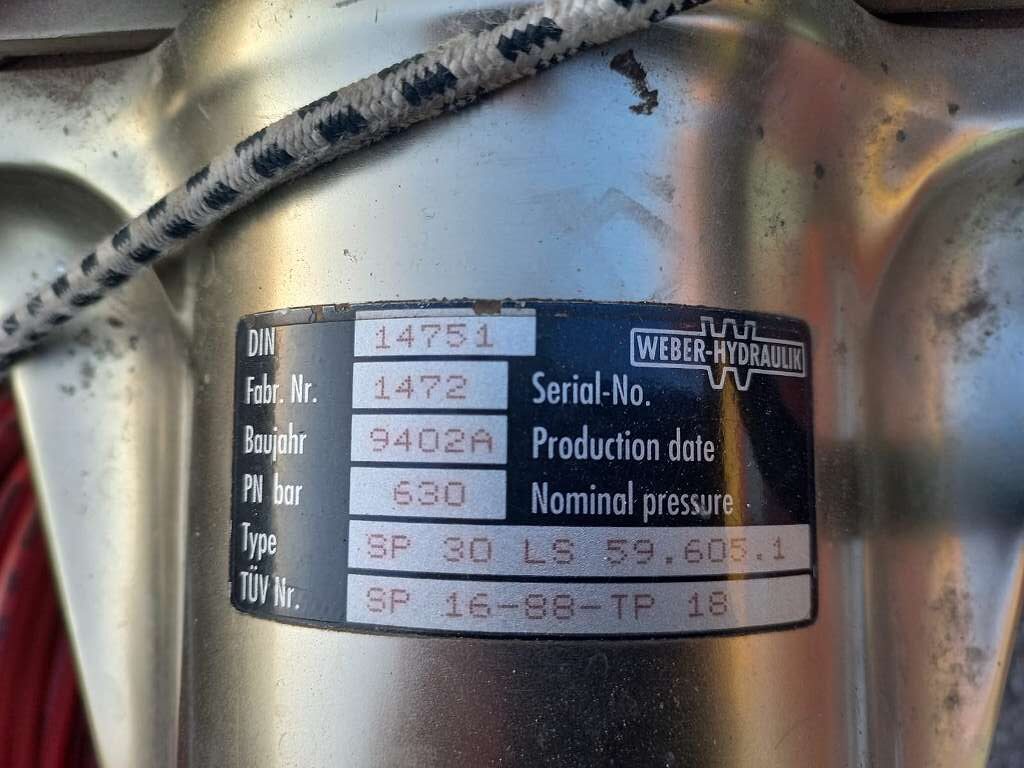 WEBER-HYDRAULIK
DIN 14751
Fabr. Nr. 1472 Serial-No.
Baujahr 9402A Production date
PN bar 630 Nominal pressure
Type SP 30 LS 59.605.1
TÜV Nr. SP 16-88-TP 18